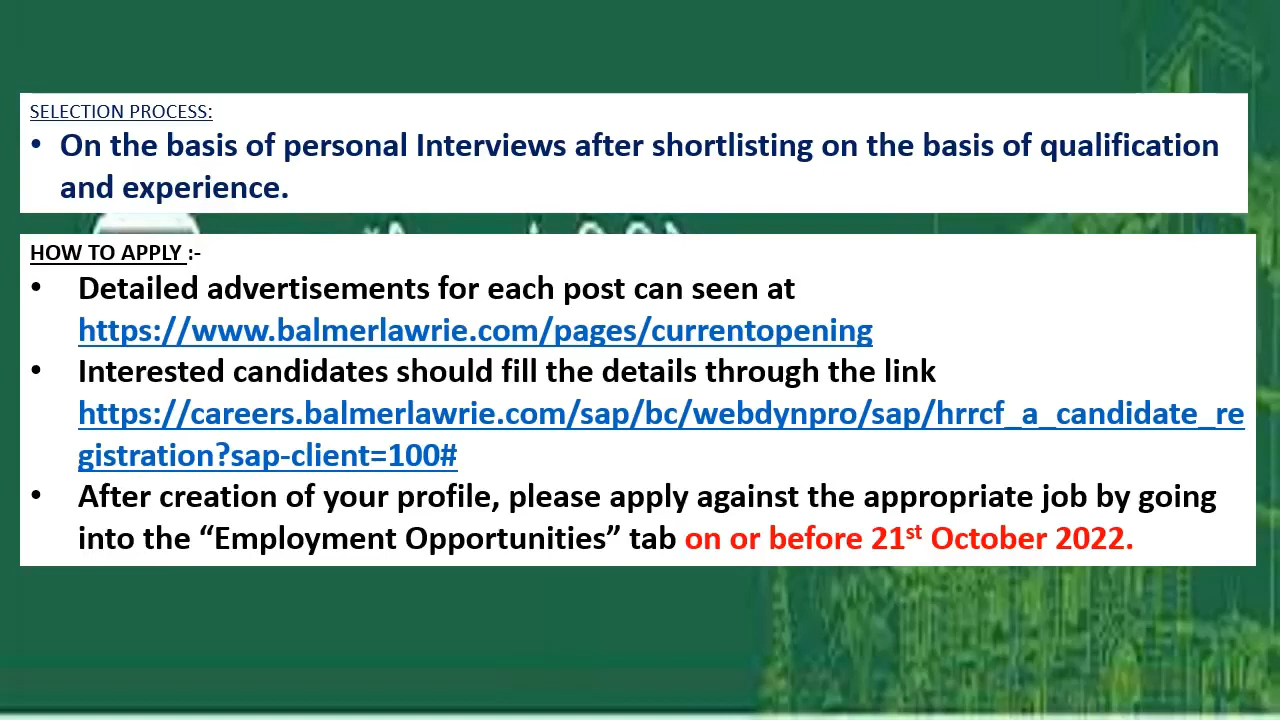 SELECTION PROCESS:
• On the basis of personal Interviews after shortlisting on the basis of qualification
and experience.
HOW TO APPLY :-
• Detailed advertisements for each post can seen at
https://www.balmerlawrie.com/pages/currentopening
• Interested candidates should fill the details through the link
https://careers.balmerlawrie.com/sap/bc/webdynpro/sap/hrrcf_a_candidate_re
gistration?sap-client=100#
• After creation of your profile, please apply against the appropriate job by going
into the “Employment Opportunities” tab on or before 21st October 2022.